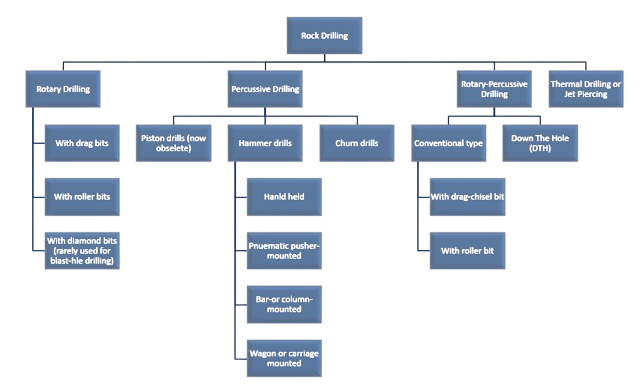 Rock Drilling
Rotary Drilling
Percussive Drilling
Rotary-Percussive
Drilling
Thermal Drilling or
Jet Piercing
With drag bits
Piston drills (now
obselete)
Hammer drills
Churn drills
Conventional type
Down The Hole
(DTH)
With roller bits
Hanld held
With drag-chisel bit
With diamond bits
(rarely used for
blast-hle drilling)
Pnuematic pusher-
mounted
With roller bit
Bar-or column-
mounted
Wagon or carriage
mounted